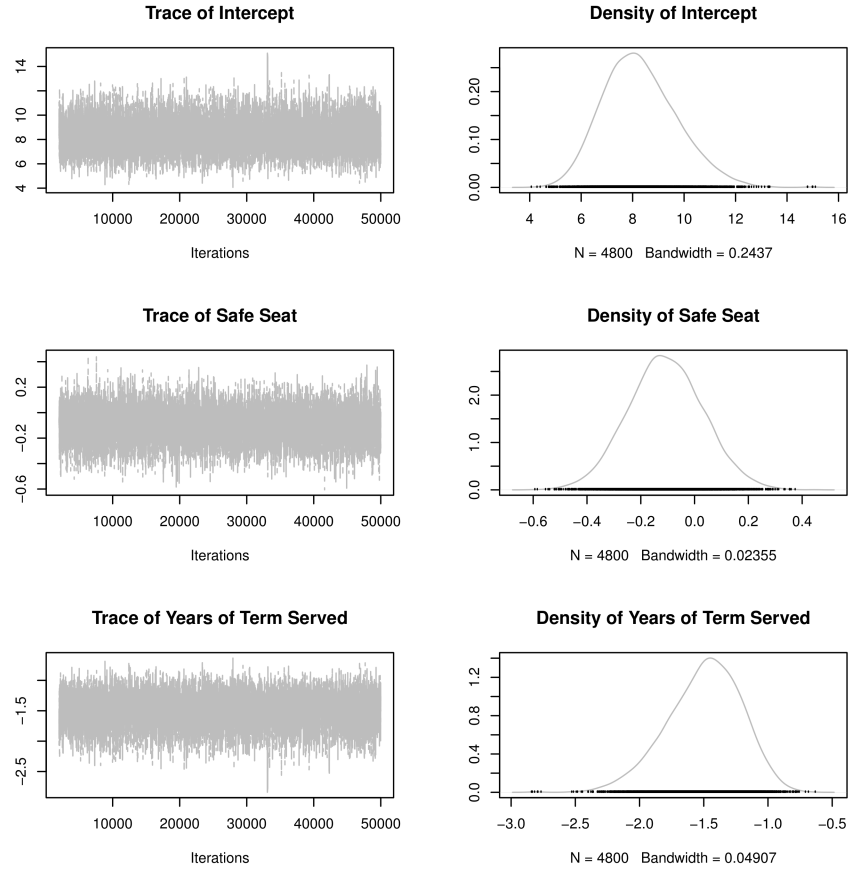 Trace of Intercept
14
10
8
6
4
10000 20000 30000 40000 50000
Iterations
Density of Intercept
0.20
0.10
0.00
4 6 8 10 12 14 16
N = 4800 Bandwidth = 0.2437
Trace of Safe Seat
0.2
−0.2
−0.6
10000 20000 30000 40000 50000
Iterations
Density of Safe Seat
2.0
1.0
0.0
−0.6 −0.4 −0.2 0.0 0.2 0.4
N = 4800 Bandwidth = 0.02355
Trace of Years of Term Served
−1.5
−2.5
10000 20000 30000 40000 50000
Iterations
Density of Years of Term Served
1.2
0.8
0.4
0.0
−3.0 −2.5 −2.0 −1.5 −1.0 −0.5
N = 4800 Bandwidth = 0.04907